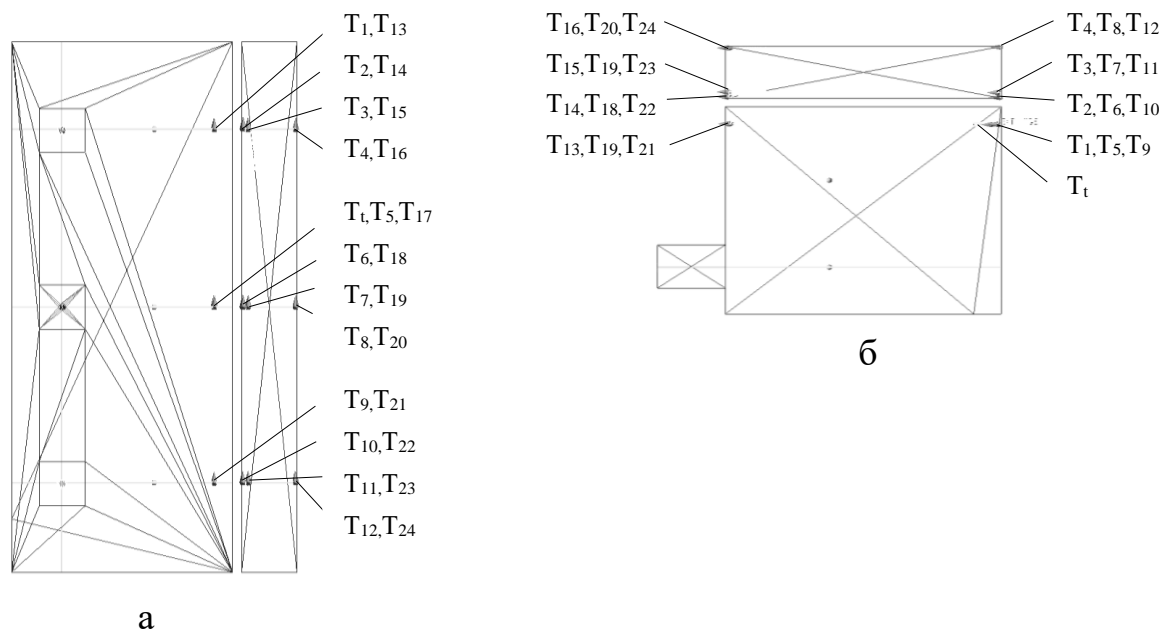 T1,T13
T2,T14
T3,T15
T4,T16
Tt,T5,T17
T6,T18
T7,T19
T8,T20
T9,T21
T10,T22
T11,T23
T12,T24
а
T16,T20,T24
T15,T19,T23
T14,T18,T22
T13,T19,T21
T4,T8,T12
T3,T7,T11
T2,T6,T10
T1,T5,T9
Tt
б